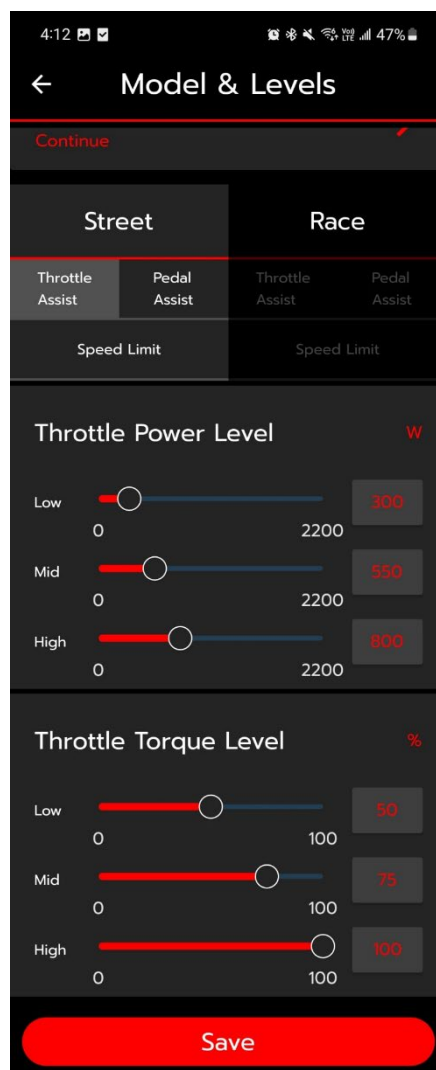 4:12
47%
Model & Levels
Continue
Street Race
Throttle Assist Pedal Assist Throttle Assist Pedal Assist
Speed Limit Speed Limit
Throttle Power Level W
Low 300
0 2200
Mid 550
0 2200
High 800
0 2200
Throttle Torque Level %
Low 50
0 100
Mid 75
0 100
High 100
0 100
Save